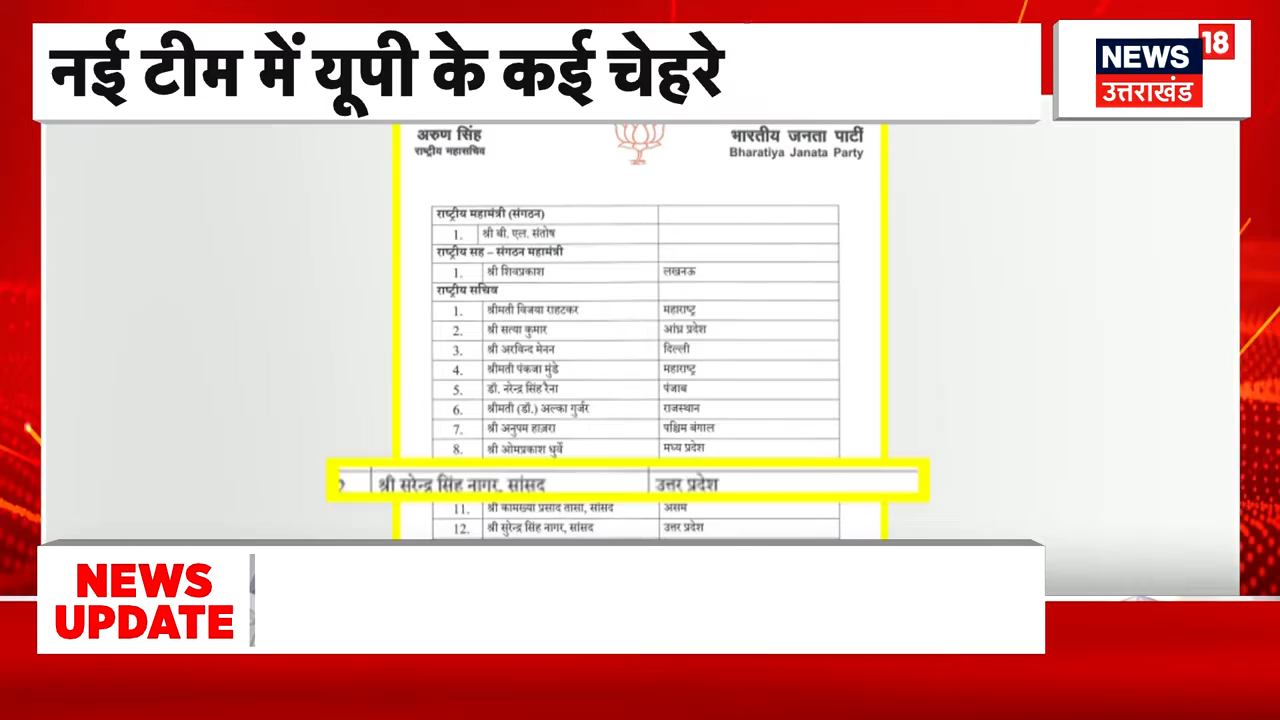 नई टीम में यूपी के कई चेहरे
NEWS 18
उत्तराखंड
अरुण सिंह
राष्ट्रीय महासचिव
भारतीय जनता पार्टी
Bharatiya Janata Party
राष्ट्रीय महामंत्री (संगठन)
1. श्री बी. एल. संतोष
राष्ट्रीय सह – संगठन महामंत्री
1. श्री शिवप्रकाश लखनऊ
राष्ट्रीय सचिव
1. श्रीमती विजया राहटकर महाराष्ट्र
2. श्री सत्या कुमार आंध्र प्रदेश
3. श्री अरविन्द मेनन दिल्ली
4. श्रीमती पंकजा मुंडे महाराष्ट्र
5. डॉ. नरेन्द्र सिंह रैना पंजाब
6. श्रीमती (डॉ.) अल्का गुर्जर राजस्थान
7. श्री अनुपम हाज़रा पश्चिम बंगाल
8. श्री ओमप्रकाश धुर्वे मध्य प्रदेश
श्री सुरेन्द्र सिंह नागर, सांसद उत्तर प्रदेश
11. श्री कामख्या प्रसाद तासा, सांसद असम
12. श्री सुरेन्द्र सिंह नागर, सांसद उत्तर प्रदेश
NEWS
UPDATE